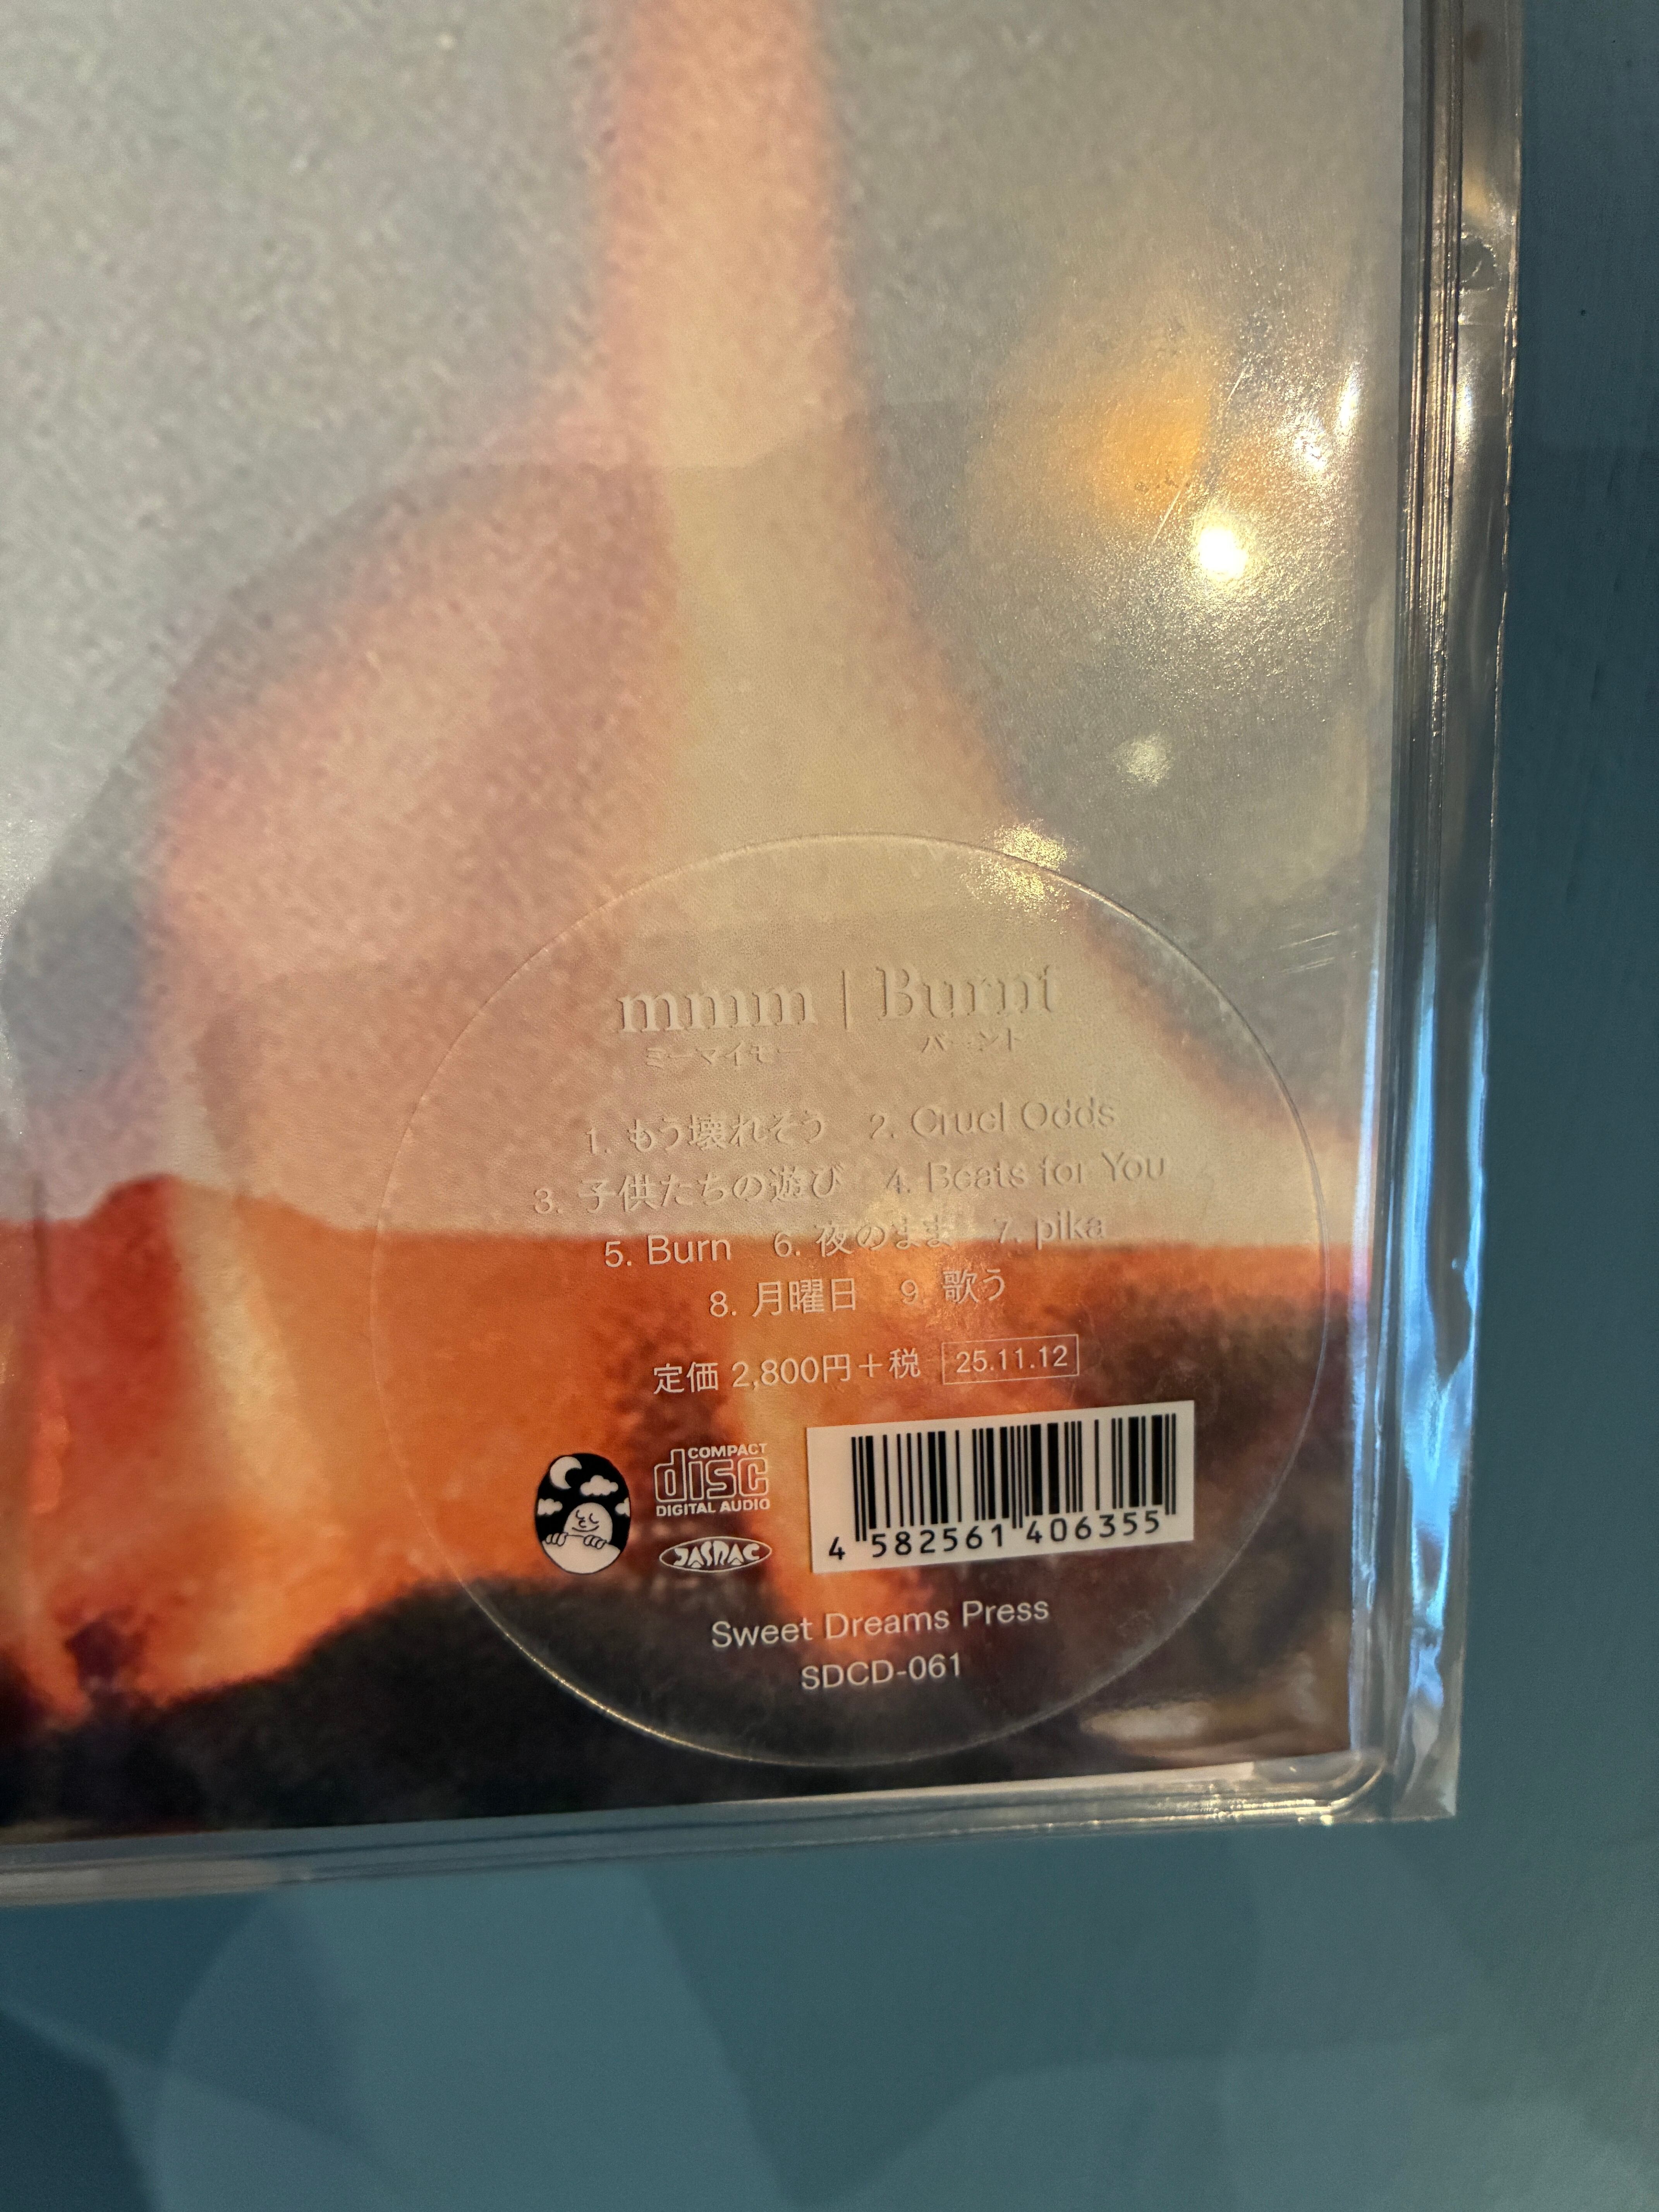 mmm | Burnt
ミーマイモー バーント
1. もう壊れそう 2. Cruel Odds
3. 子供たちの遊び 4. Beats for You
5. Burn 6. 夜のまま 7. pika
8. 月曜日 9. 歌う
定価 2,800円＋税 25.11.12
COMPACT
disc
DIGITAL AUDIO
JASRAC
4 582561 406355
Sweet Dreams Press
SDCD-061